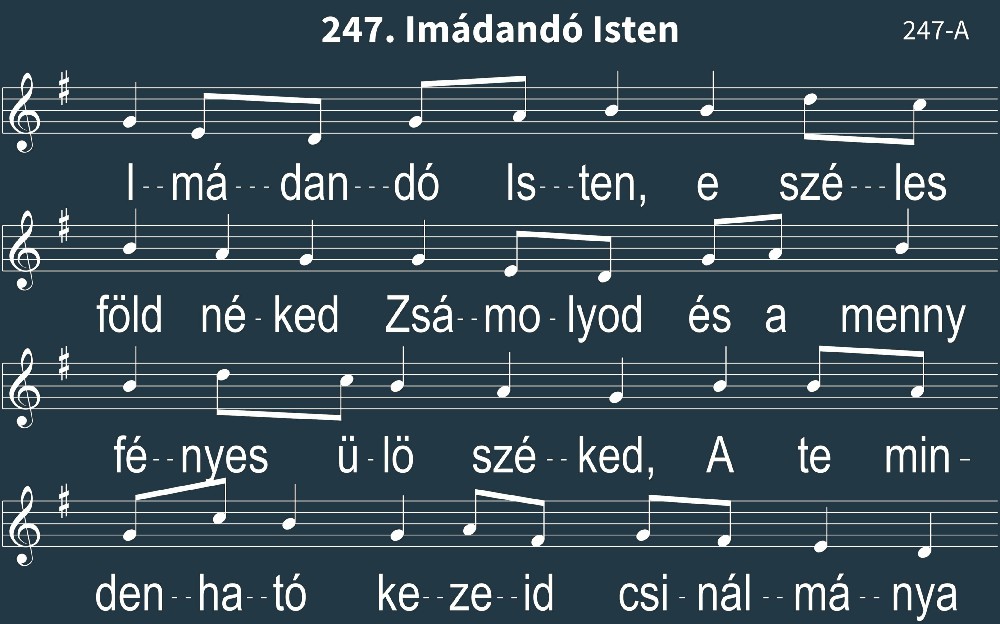 247. Imádandó Isten
247-A
I--má---dan---dó Is---ten, e szé---les
föld né-ked Zsá--mo-lyod és a menny
fé--nyes ü-lö szé--ked, A te min-
den--ha--tó ke--ze--id csi-nál--má--nya